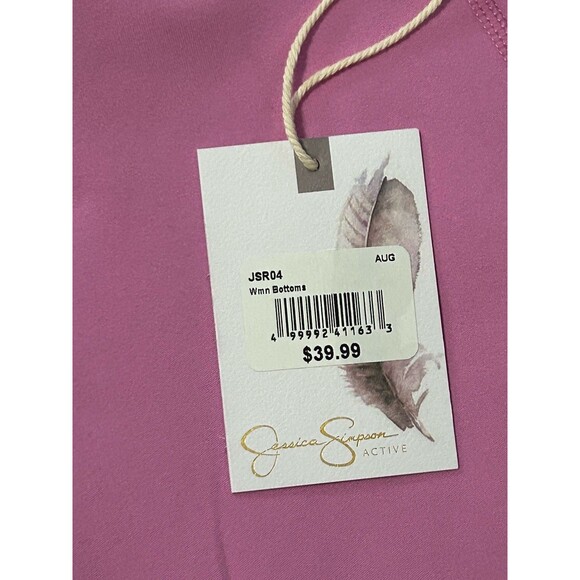 JSR04 AUG
Wmn Bottoms
4 99992 41163 3
$39.99
Jessica Simpson
ACTIVE